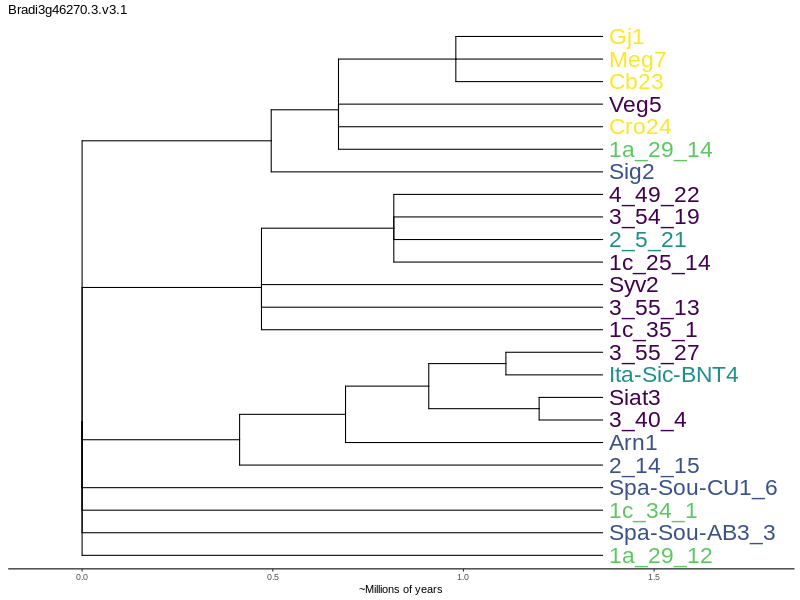 Bradi3g46270.3.v3.1
Gj1
Meg7
Cb23
Veg5
Cro24
1a_29_14
Sig2
4_49_22
3_54_19
2_5_21
1c_25_14
Syv2
3_55_13
1c_35_1
3_55_27
Ita-Sic-BNT4
Siat3
3_40_4
Arn1
2_14_15
Spa-Sou-CU1_6
1c_34_1
Spa-Sou-AB3_3
1a_29_12
0.0 0.5 1.0 1.5
~Millions of years